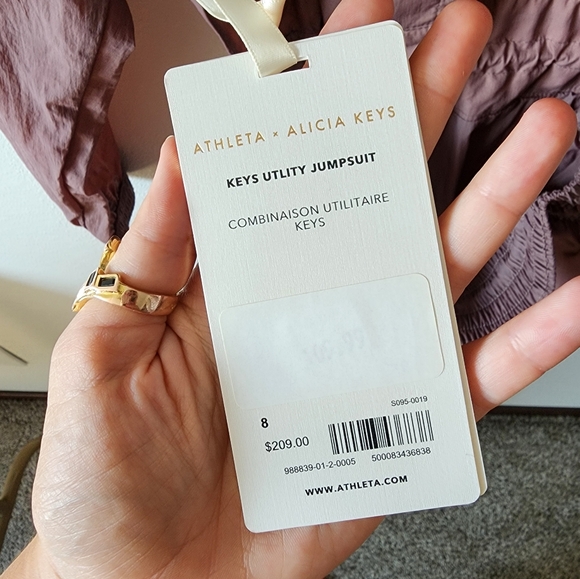 ATHLETA × ALICIA KEYS
KEYS UTLITY JUMPSUIT
COMBINAISON UTILITAIRE
KEYS
S095-0019
8
$209.00
988839-01-2-0005 500083436838
WWW.ATHLETA.COM